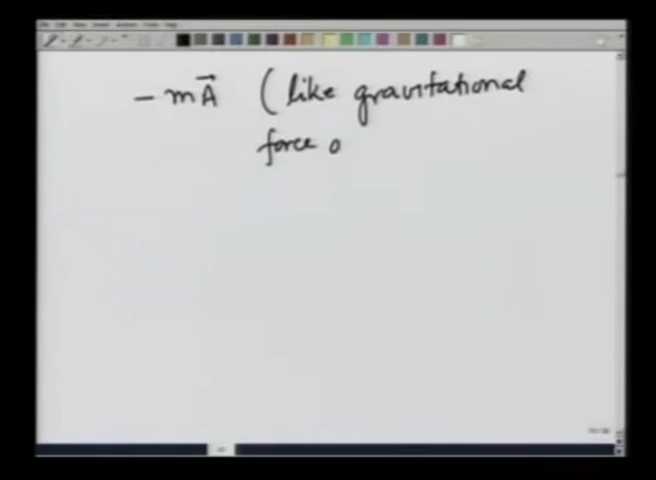 - mA⃗ (like gravitational
force o